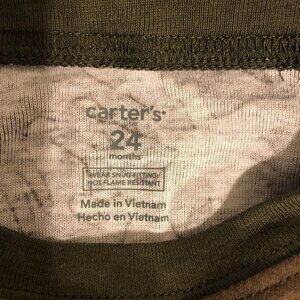 carter's
24
months
WEAR SNUG-FITTING
NOT FLAME RESISTANT
Made in Vietnam
Hecho en Vietnam